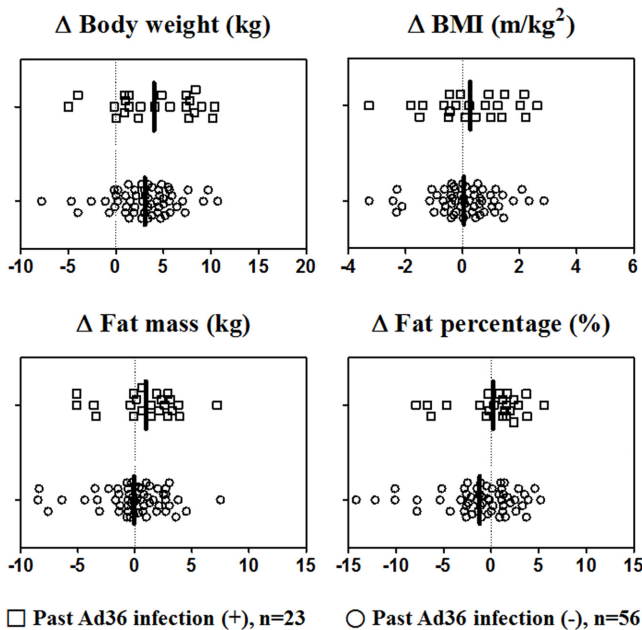 Δ Body weight (kg)
Δ BMI (m/kg²)
-10 -5 0 5 10 15 20
-4 -2 0 2 4 6
Δ Fat mass (kg)
Δ Fat percentage (%)
-10 -5 0 5 10 15
-15 -10 -5 0 5 10 15
Past Ad36 infection (+), n=23
Past Ad36 infection (-), n=56